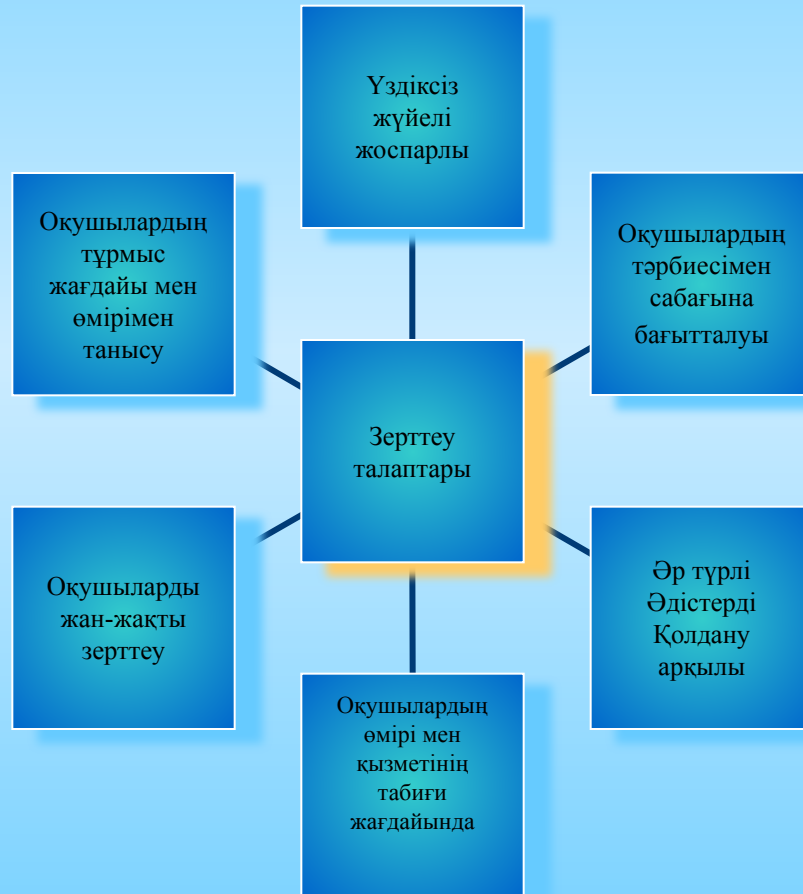 Үздіксіз
жүйелі
жоспарлы
Оқушылардың
тұрмыс
жағдайы мен
өмірімен
танысу
Оқушылардың
тәрбиесімен
сабағына
бағытталуы
Зерттеу
талаптары
Оқушыларды
жан-жақты
зерттеу
Әр түрлі
Әдістерді
Қолдану
арқылы
Оқушылардың
өмірі мен
қызметінің
табиғи
жағдайында